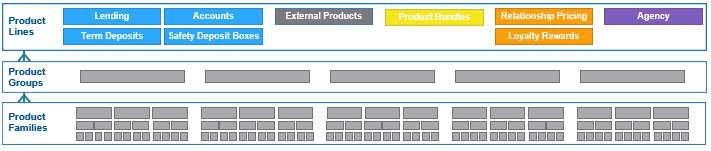 Product Lines
Lending
Accounts
External Products
Product Bundles
Relationship Pricing
Agency
Term Deposits
Safety Deposit Boxes
Loyalty Rewards
Product Groups
Product Families